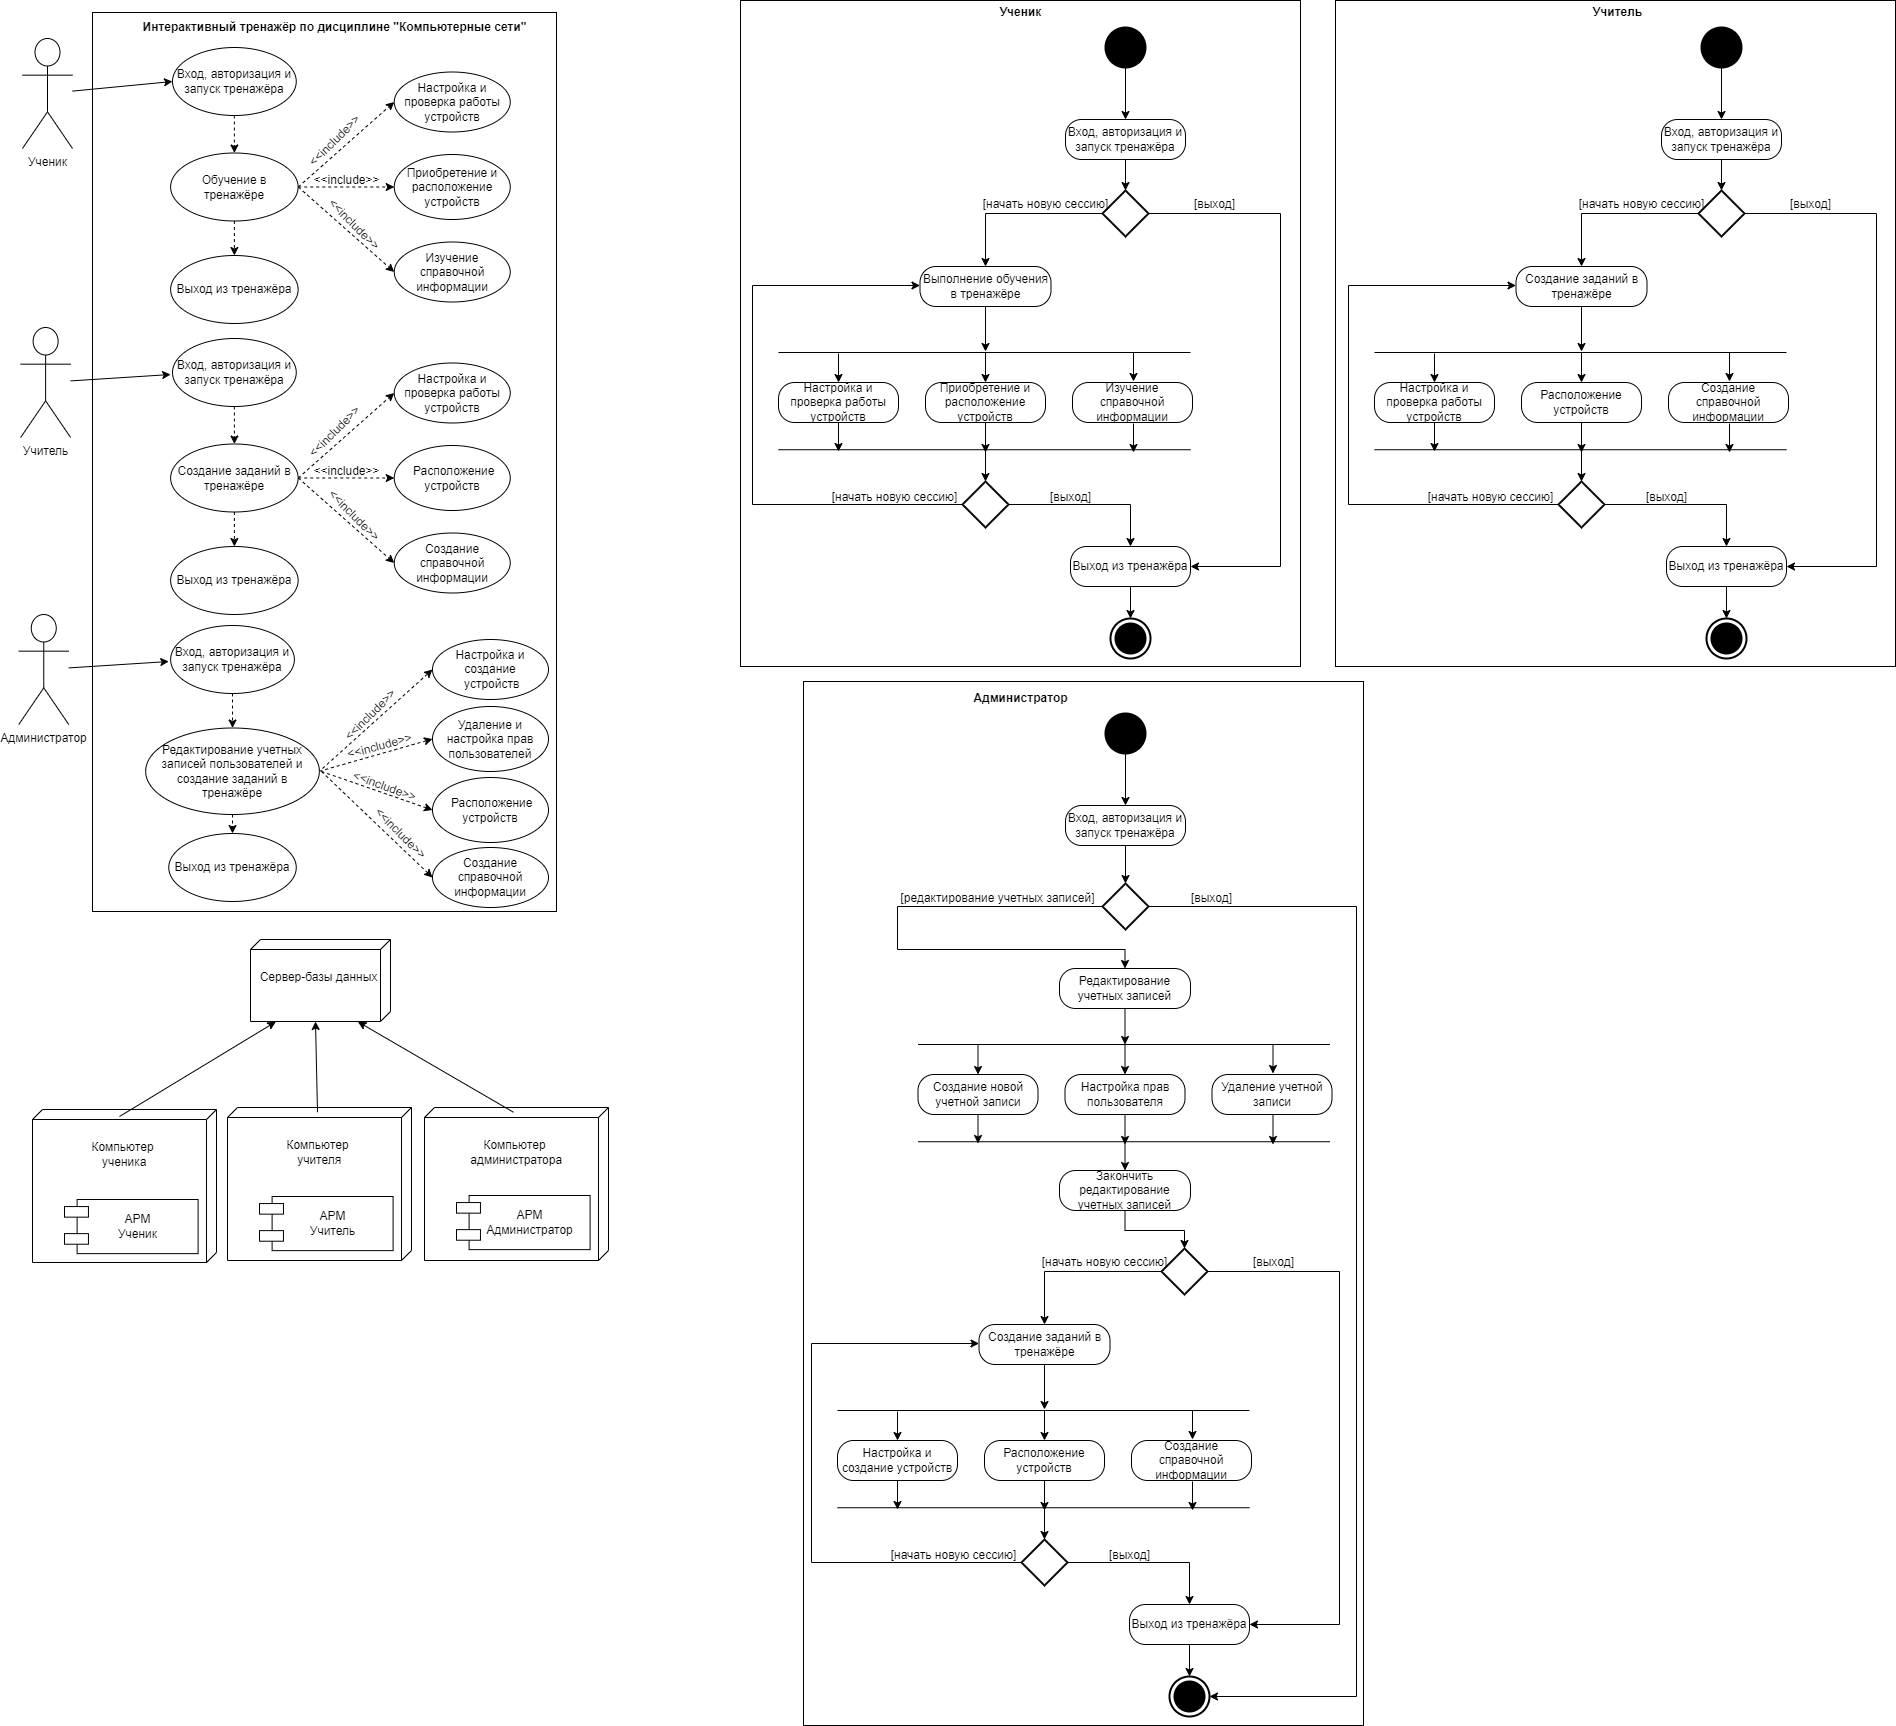 Интерактивный тренажёр по дисциплине "Компьютерные сети"
Ученик
Вход, авторизация и
запуск тренажёра
Обучение в
тренажёре
Выход из тренажёра
<<include>>
<<include>>
<<include>>
Настройка и
проверка работы
устройств
Приобретение и
расположение
устройств
Изучение
справочной
информации
Учитель
Вход, авторизация и
запуск тренажёра
Создание заданий в
тренажёре
Выход из тренажёра
<<include>>
<<include>>
<<include>>
Настройка и
проверка работы
устройств
Расположение
устройств
Создание
справочной
информации
Администратор
Вход, авторизация и
запуск тренажёра
Редактирование учетных
записей пользователей и
создание заданий в
тренажёре
Выход из тренажёра
<<include>>
<<include>>
<<include>>
<<include>>
Настройка и
создание
устройств
Удаление и
настройка прав
пользователей
Расположение
устройств
Создание
справочной
информации
Сервер-базы данных
Компьютер
ученика
АРМ
Ученик
Компьютер
учителя
АРМ
Учитель
Компьютер
администратора
АРМ
Администратор
Ученик
Вход, авторизация и
запуск тренажёра
[начать новую сессию]
[выход]
Выполнение обучения
в тренажёре
Настройка и
проверка работы
устройств
Приобретение и
расположение
устройств
Изучение
справочной
информации
[начать новую сессию]
[выход]
Выход из тренажёра
Учитель
Вход, авторизация и
запуск тренажёра
[начать новую сессию]
[выход]
Создание заданий в
тренажёре
Настройка и
проверка работы
устройств
Расположение
устройств
Создание
справочной
информации
[начать новую сессию]
[выход]
Выход из тренажёра
Администратор
Вход, авторизация и
запуск тренажёра
[редактирование учетных записей]
[выход]
Редактирование
учетных записей
Создание новой
учетной записи
Настройка прав
пользователя
Удаление учетной
записи
Закончить
редактирование
учетных записей
[начать новую сессию]
[выход]
Создание заданий в
тренажёре
Настройка и
создание устройств
Расположение
устройств
Создание
справочной
информации
[начать новую сессию]
[выход]
Выход из тренажёра